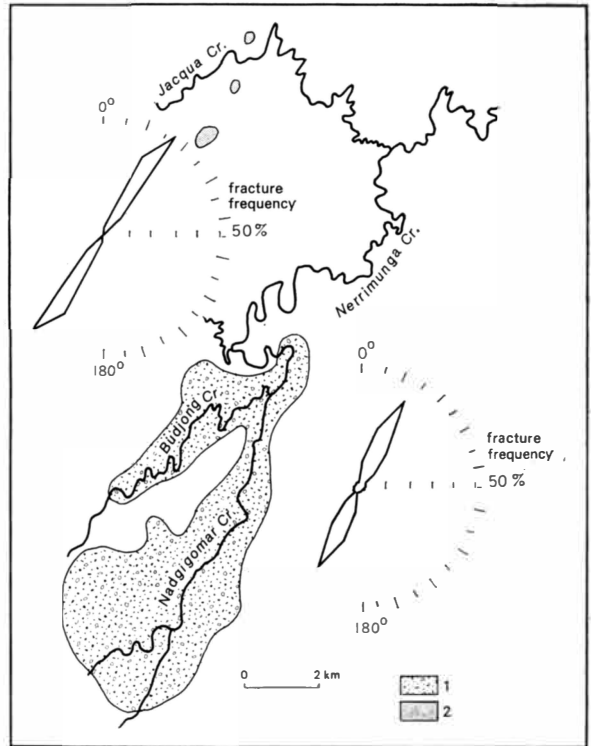 Jacqua Cr.
0°
fracture
frequency
50%
180°
Nerrimunga Cr.
0°
Budjong Cr
fracture
frequency
50%
180°
Nadgigomar Cr.
0
2 km
1
2